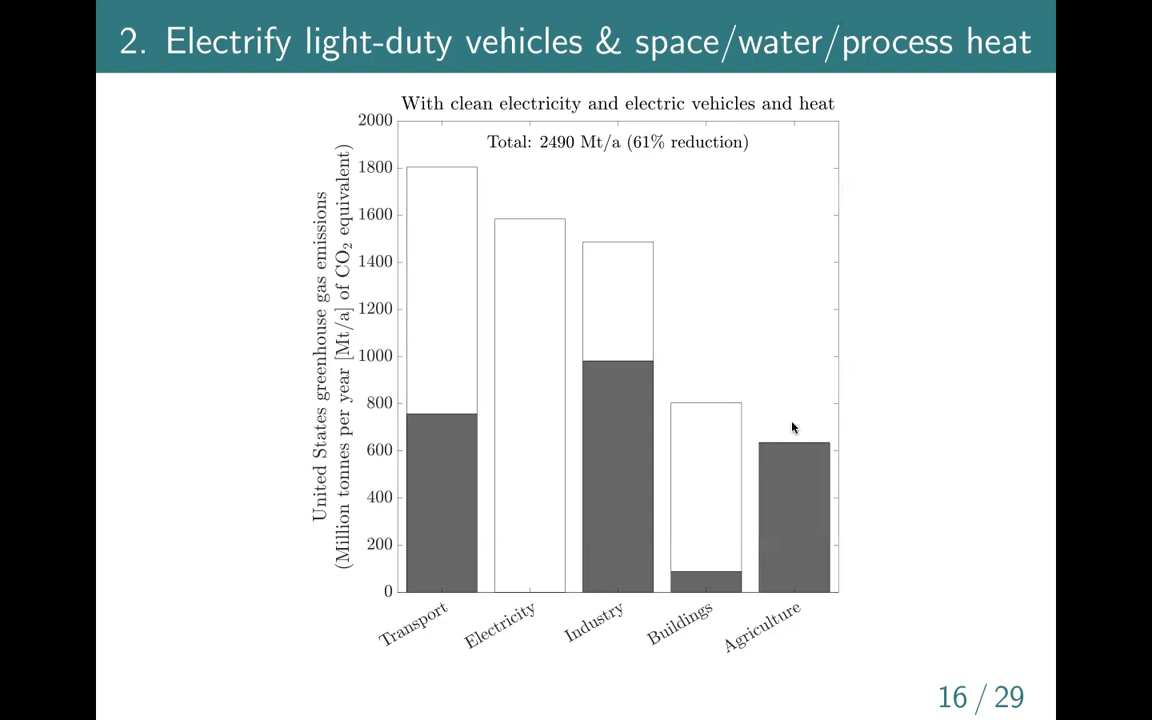 2. Electrify light-duty vehicles & space/water/process heat
With clean electricity and electric vehicles and heat
Total: 2490 Mt/a (61% reduction)
United States greenhouse gas emissions
(Million tonnes per year [Mt/a] of CO₂ equivalent)
2000
1800
1600
1400
1200
1000
800
600
400
200
0
Transport
Electricity
Industry
Buildings
Agriculture
16 / 29